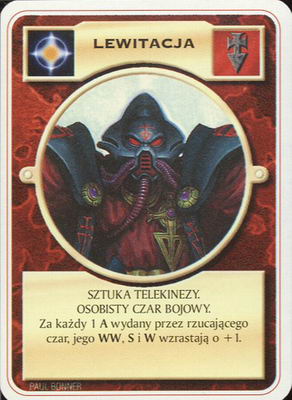 LEWITACJA
SZTUKA TELEKINEZY.
OSOBISTY CZAR BOJOWY.
Za każdy 1 A wydany przez rzucającego
czar, jego WW, S i W wzrastają o +1.
PAUL BONNER